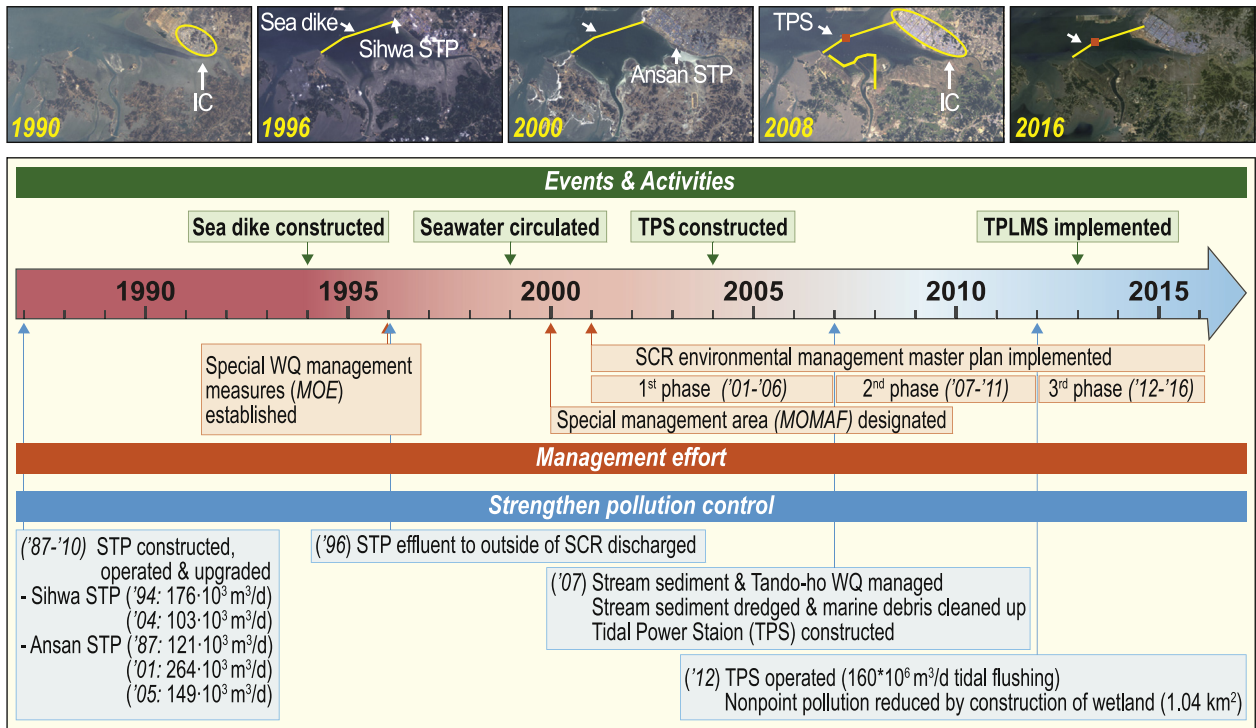 Sea dike
Sihwa STP
Ansan STP
TPS
IC
IC
1990
1996
2000
2008
2016
Events & Activities
Sea dike constructed
Seawater circulated
TPS constructed
TPLMS implemented
1990
1995
2000
2005
2010
2015
Special WQ management
measures (MOE)
established
SCR environmental management master plan implemented
1st phase ('01-'06)
2nd phase ('07-'11)
3rd phase ('12-'16)
Special management area (MOMAF) designated
Management effort
Strengthen pollution control
('87-'10) STP constructed,
operated & upgraded
- Sihwa STP ('94: 176·10³ m³/d)
('04: 103·10³ m³/d)
- Ansan STP ('87: 121·10³ m³/d)
('01: 264·10³ m³/d)
('05: 149·10³ m³/d)
('96) STP effluent to outside of SCR discharged
('07) Stream sediment & Tando-ho WQ managed
Stream sediment dredged & marine debris cleaned up
Tidal Power Staion (TPS) constructed
('12) TPS operated (160*10⁶ m³/d tidal flushing)
Nonpoint pollution reduced by construction of wetland (1.04 km²)